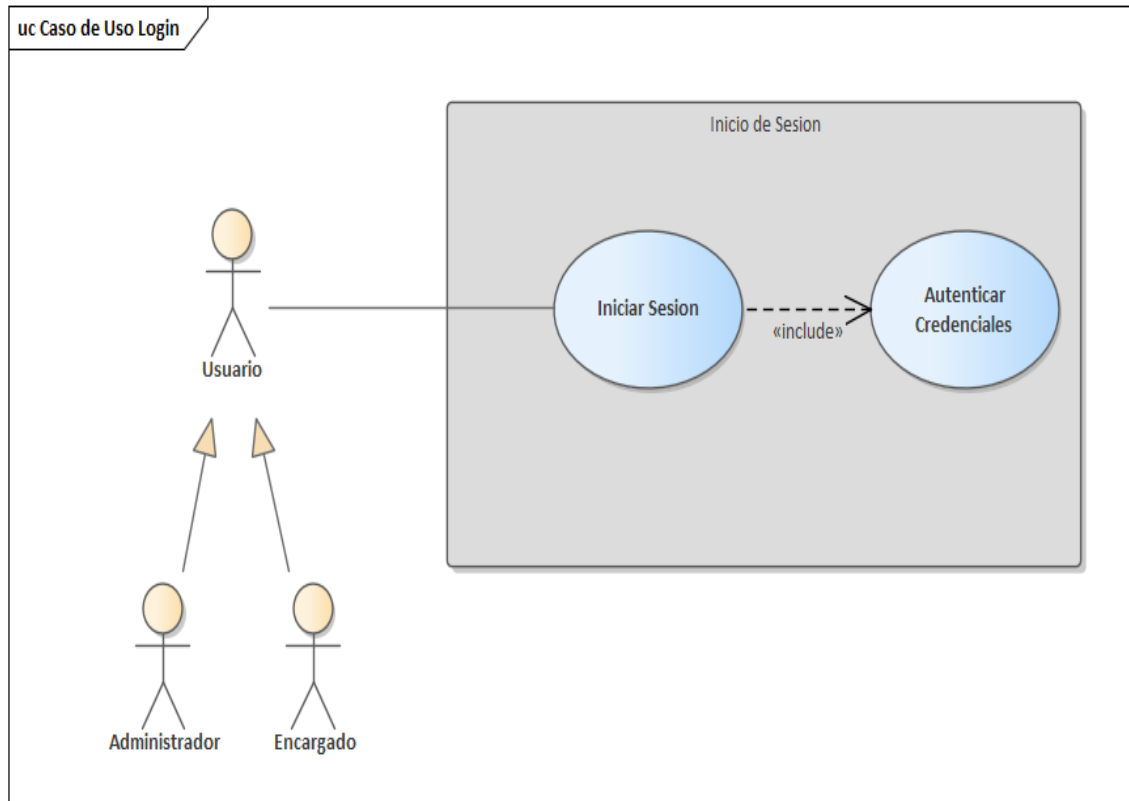 uc Caso de Uso Login
Inicio de Sesion
Iniciar Sesion
Autenticar
Credenciales
«include»
Usuario
Administrador
Encargado